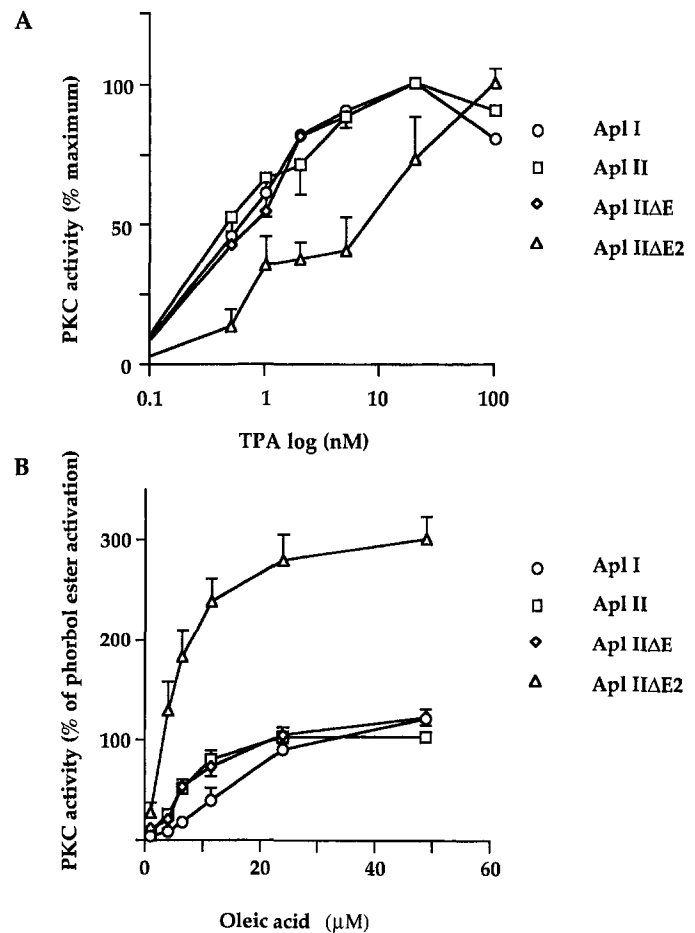 A
PKC activity (% maximum)
100
50
0
0.1 1 10 100
TPA log (nM)
Apl I
Apl II
Apl IIΔE
Apl IIΔE2
B
PKC activity (% of phorbol ester activation)
300
200
100
0 20 40 60
Oleic acid (μM)
Apl I
Apl II
Apl IIΔE
Apl IIΔE2